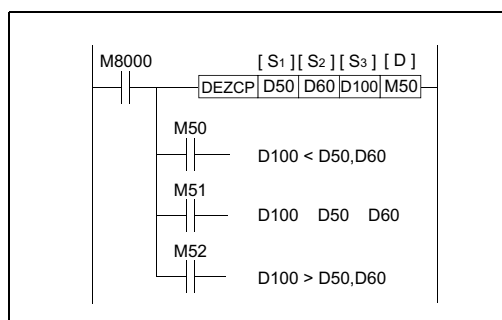 M8000 [ S1 ] [ S2 ] [ S3 ] [ D ]
DEZCP D50 D60 D100 M50
M50
D100 < D50,D60
M51
D100 D50 D60
M52
D100 > D50,D60